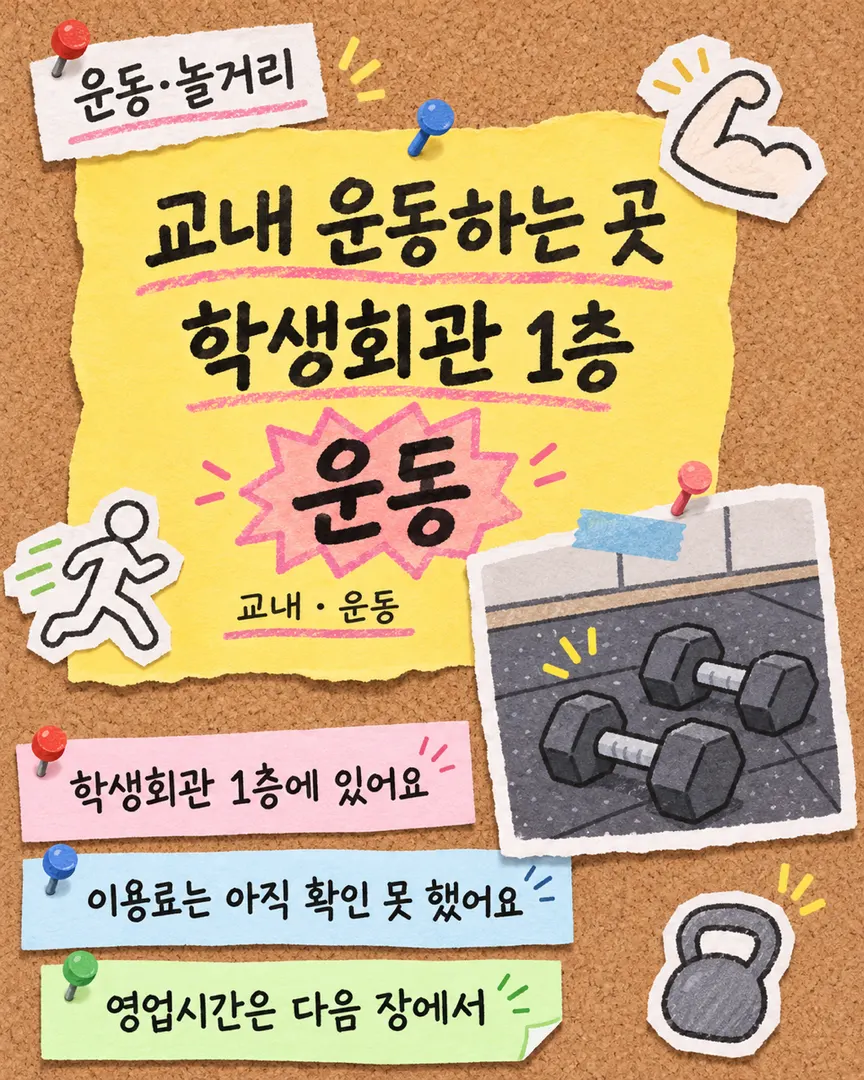 운동·놀거리
교내 운동하는 곳
학생회관 1층
운동
교내 · 운동
학생회관 1층에 있어요
이용료는 아직 확인 못 했어요
영업시간은 다음 장에서